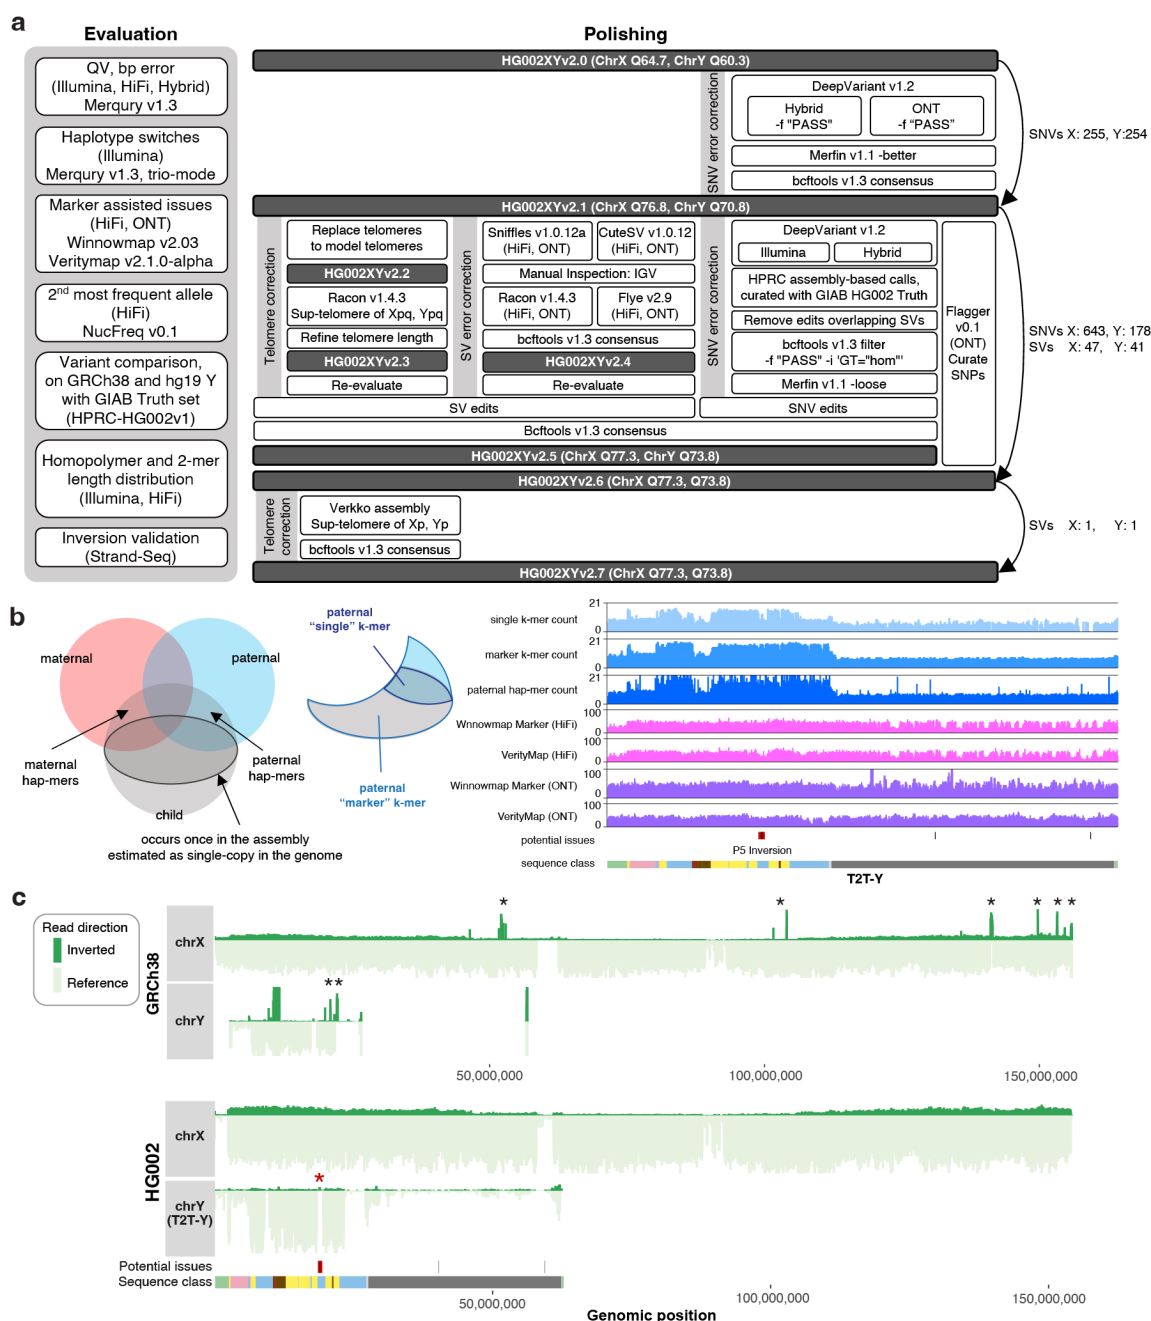 a
Evaluation
Polishing
QV, bp error
(Illumina, HiFi, Hybrid)
Merqury v1.3
Haplotype switches
(Illumina)
Merqury v1.3, trio-mode
Marker assisted issues
(HiFi, ONT)
Winnowmap v2.03
Veritymap v2.1.0-alpha
2nd most frequent allele
(HiFi)
NucFreq v0.1
Variant comparison,
on GRCh38 and hg19 Y
with GIAB Truth set
(HPRC-HG002v1)
Homopolymer and 2-mer
length distribution
(Illumina, HiFi)
Inversion validation
(Strand-Seq)
HG002XYv2.0 (ChrX Q64.7, ChrY Q60.3)
SNV error correction
DeepVariant v1.2
Hybrid
-f "PASS"
ONT
-f "PASS"
Merfin v1.1 -better
bcftools v1.3 consensus
SNVs X: 255, Y:254
HG002XYv2.1 (ChrX Q76.8, ChrY Q70.8)
Telomere correction
Replace telomeres
to model telomeres
HG002XYv2.2
Racon v1.4.3
Sup-telomere of Xpq, Ypq
Refine telomere length
HG002XYv2.3
Re-evaluate
SV error correction
Sniffles v1.0.12a
(HiFi, ONT)
CuteSV v1.0.12
(HiFi, ONT)
Manual Inspection: IGV
Racon v1.4.3
(HiFi, ONT)
Flye v2.9
(HiFi, ONT)
bcftools v1.3 consensus
HG002XYv2.4
Re-evaluate
SNV error correction
DeepVariant v1.2
Illumina
Hybrid
HPRC assembly-based calls,
curated with GIAB HG002 Truth
Remove edits overlapping SVs
bcftools v1.3 filter
-f "PASS" -i 'GT="hom"'
Merfin v1.1 -loose
Flagger
v0.1
(ONT)
Curate
SNPs
SNVs X: 643, Y: 178
SVs X: 47, Y: 41
SV edits
SNV edits
Bcftools v1.3 consensus
HG002XYv2.5 (ChrX Q77.3, ChrY Q73.8)
HG002XYv2.6 (ChrX Q77.3, Q73.8)
Telomere
correction
Verkko assembly
Sup-telomere of Xp, Yp
bcftools v1.3 consensus
SVs X: 1, Y: 1
HG002XYv2.7 (ChrX Q77.3, Q73.8)
b
maternal
paternal
maternal
hap-mers
paternal
hap-mers
child
occurs once in the assembly
estimated as single-copy in the genome
paternal
"single" k-mer
paternal
"marker" k-mer
single k-mer count
21
0
marker k-mer count
21
0
paternal hap-mer count
21
0
Wnnowmap Marker (HiFi)
100
0
VerityMap (HiFi)
100
0
Winnowmap Marker (ONT)
100
0
VerityMap (ONT)
100
0
potential issues
P5 Inversion
sequence class
T2T-Y
c
Read direction
Inverted
Reference
GRCh38
chrX
* * * * * *
chrY
**
50,000,000
100,000,000
150,000,000
HG002
chrX
*
chrY
(T2T-Y)
Potential issues
Sequence class
50,000,000
100,000,000
150,000,000
Genomic position